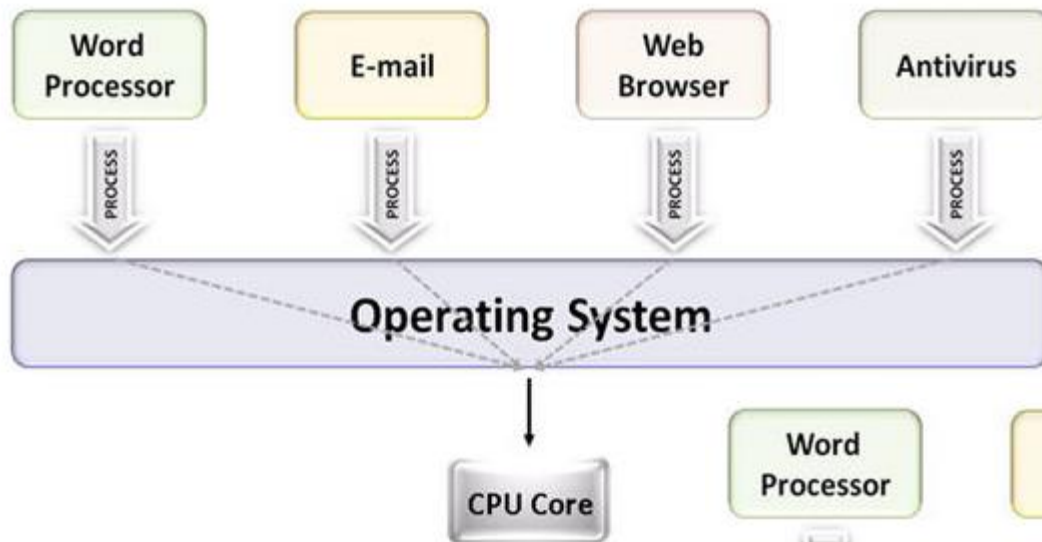 Word
Processor
E-mail
Web
Browser
Antivirus
PROCESS
PROCESS
PROCESS
PROCESS
Operating System
CPU Core
Word
Processor